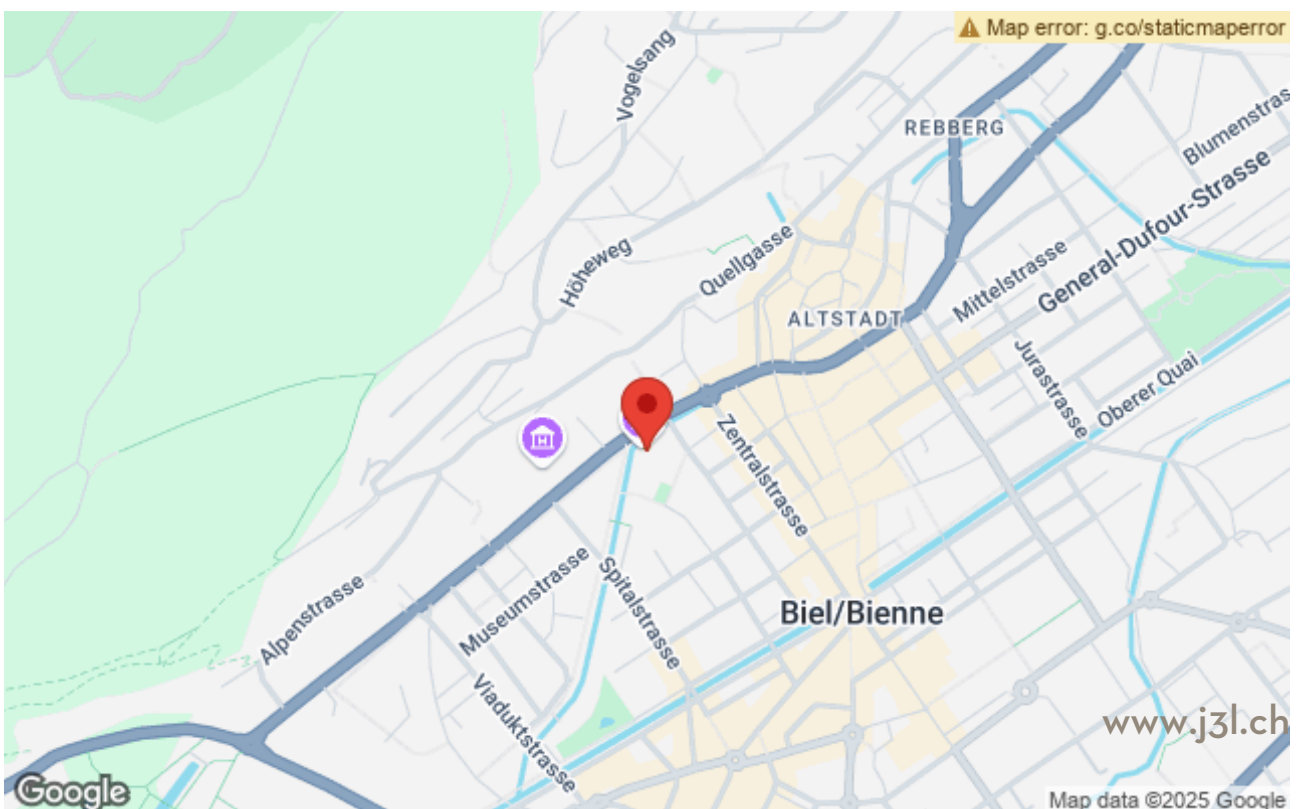 Map error: g.co/staticmaperror
Vogelsang
REBBERG
Blumenstras
General-Dufour-Strasse
Höheweg
Quellgasse
Mittelstrasse
ALTSTADT
Jurastrasse
Oberer Quai
Zentralstrasse
Museumstrasse
Spitalstrasse
Alpenstrasse
Biel/Bienne
Viaduktstrasse
www.j3l.ch
Google
Map data ©2025 Google